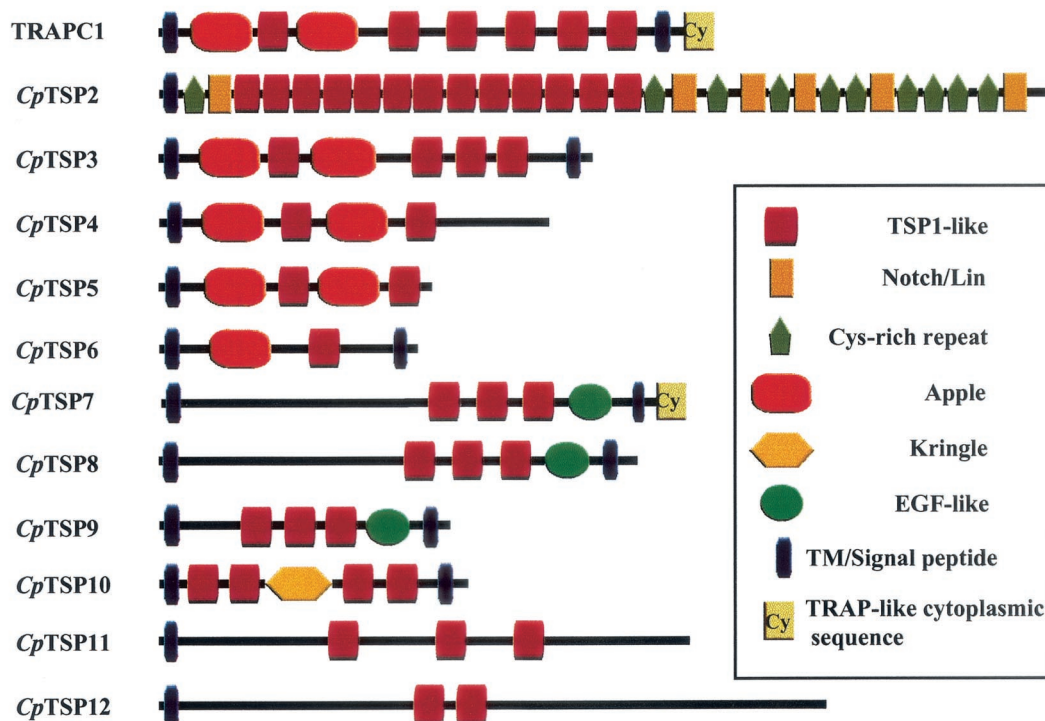 TRAPC1
Cy
CpTSP2
CpTSP3
CpTSP4
CpTSP5
CpTSP6
CpTSP7
Cy
CpTSP8
CpTSP9
CpTSP10
CpTSP11
CpTSP12
TSP1-like
Notch/Lin
Cys-rich repeat
Apple
Kringle
EGF-like
TM/Signal peptide
Cy
TRAP-like cytoplasmic
sequence